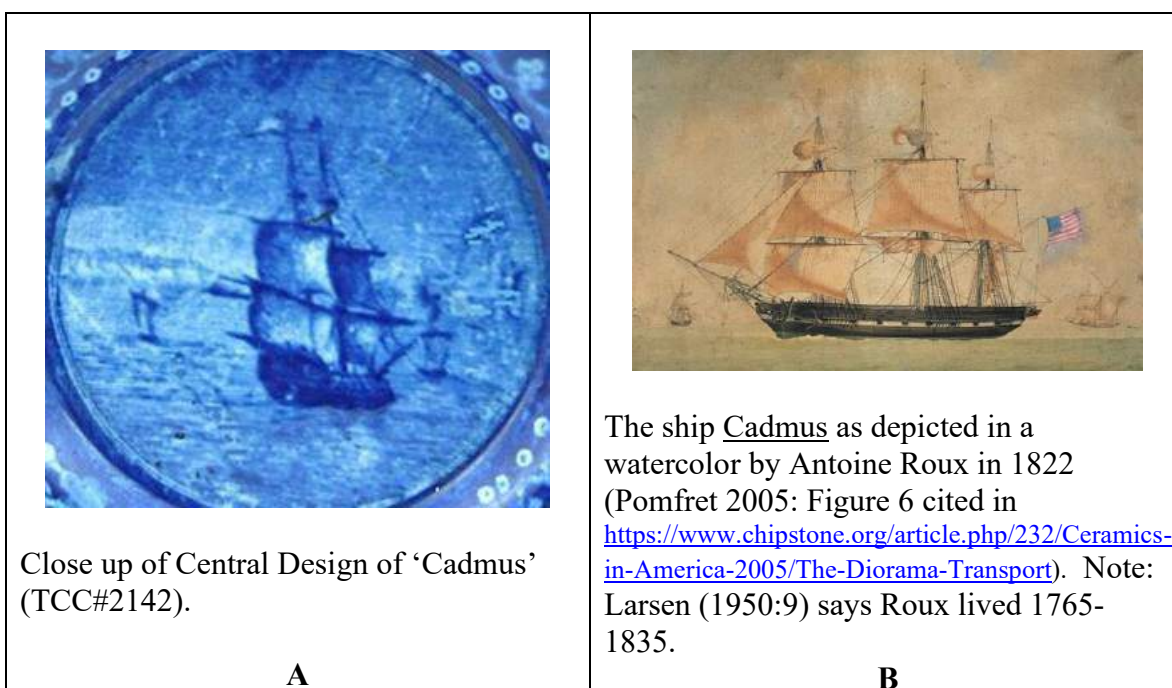 Close up of Central Design of ‘Cadmus’
(TCC#2142).
A
The ship Cadmus as depicted in a
watercolor by Antoine Roux in 1822
(Pomfret 2005: Figure 6 cited in
https://www.chipstone.org/article.php/232/Ceramics-
in-America-2005/The-Diorama-Transport). Note:
Larsen (1950:9) says Roux lived 1765-
1835.
B